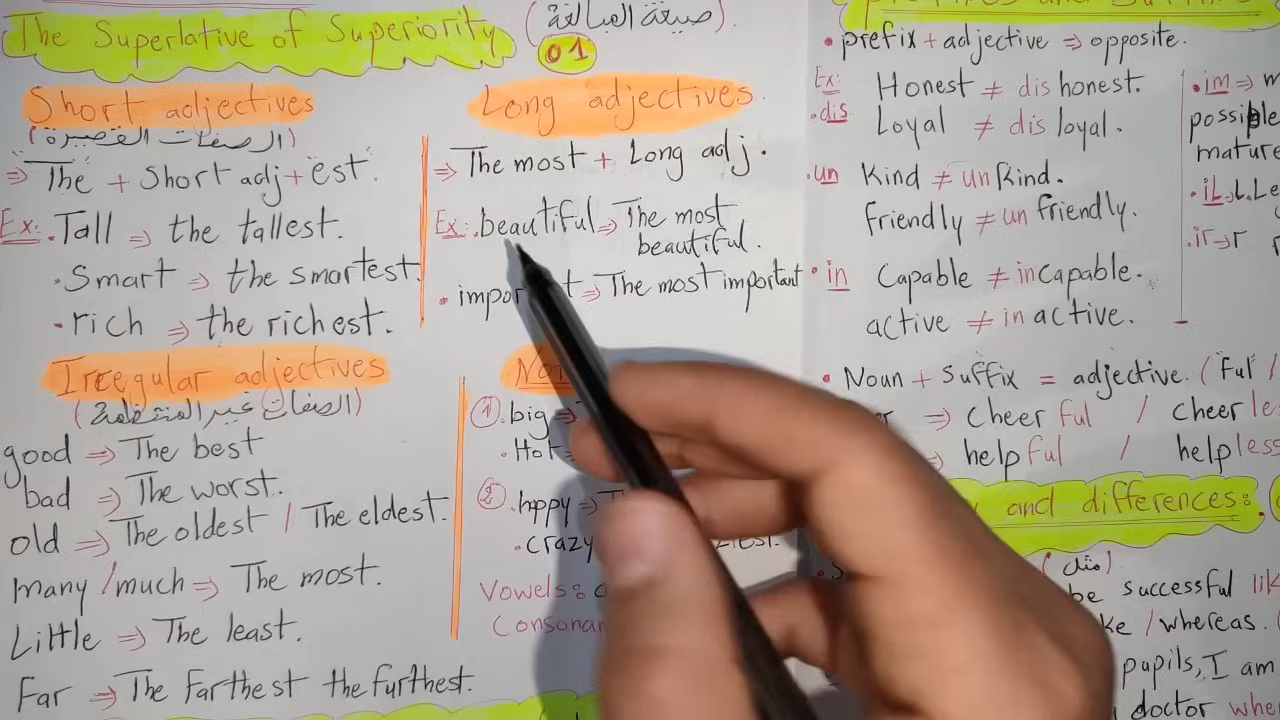 The Superlative of Superiority
(صيغة المبالغة).
01
Short adjectives
(الصفات القصيرة)
⇒ The + Short adj + est.
Ex: . Tall ⇒ the tallest.
. Smart ⇒ the smartest.
. rich ⇒ the richest.
Long adjectives.
⇒ The most + Long adj.
Ex: . beautiful ⇒ The most
beautiful.
. ⇒ The most important
Irregular adjectives
(الصفات غير المنتظمة)
good ⇒ The best
bad ⇒ The worst.
old ⇒ The oldest / The eldest.
many / much ⇒ The most.
Little ⇒ The least.
Far ⇒ The Farthest the furthest.
① . big ⇒
. Hot =
② . happy ⇒
. crazy
Vowels:
• prefix + adjective ⇒ opposite.
Ex: Honest ≠ dishonest.
.dis Loyal ≠ disloyal.
.un Kind ≠ unkind.
Friendly ≠ unfriendly.
• in Capable ≠ incapable.
active ≠ inactive.
• im ⇒
possible
mature
• iL.
.ir → r
• Noun + Suffix = adjective. (Ful /
⇒ cheerful /
⇒ helpful / helpless
and differences:
(مثل)
be successful
/ whereas.
pupils, I am
doctor